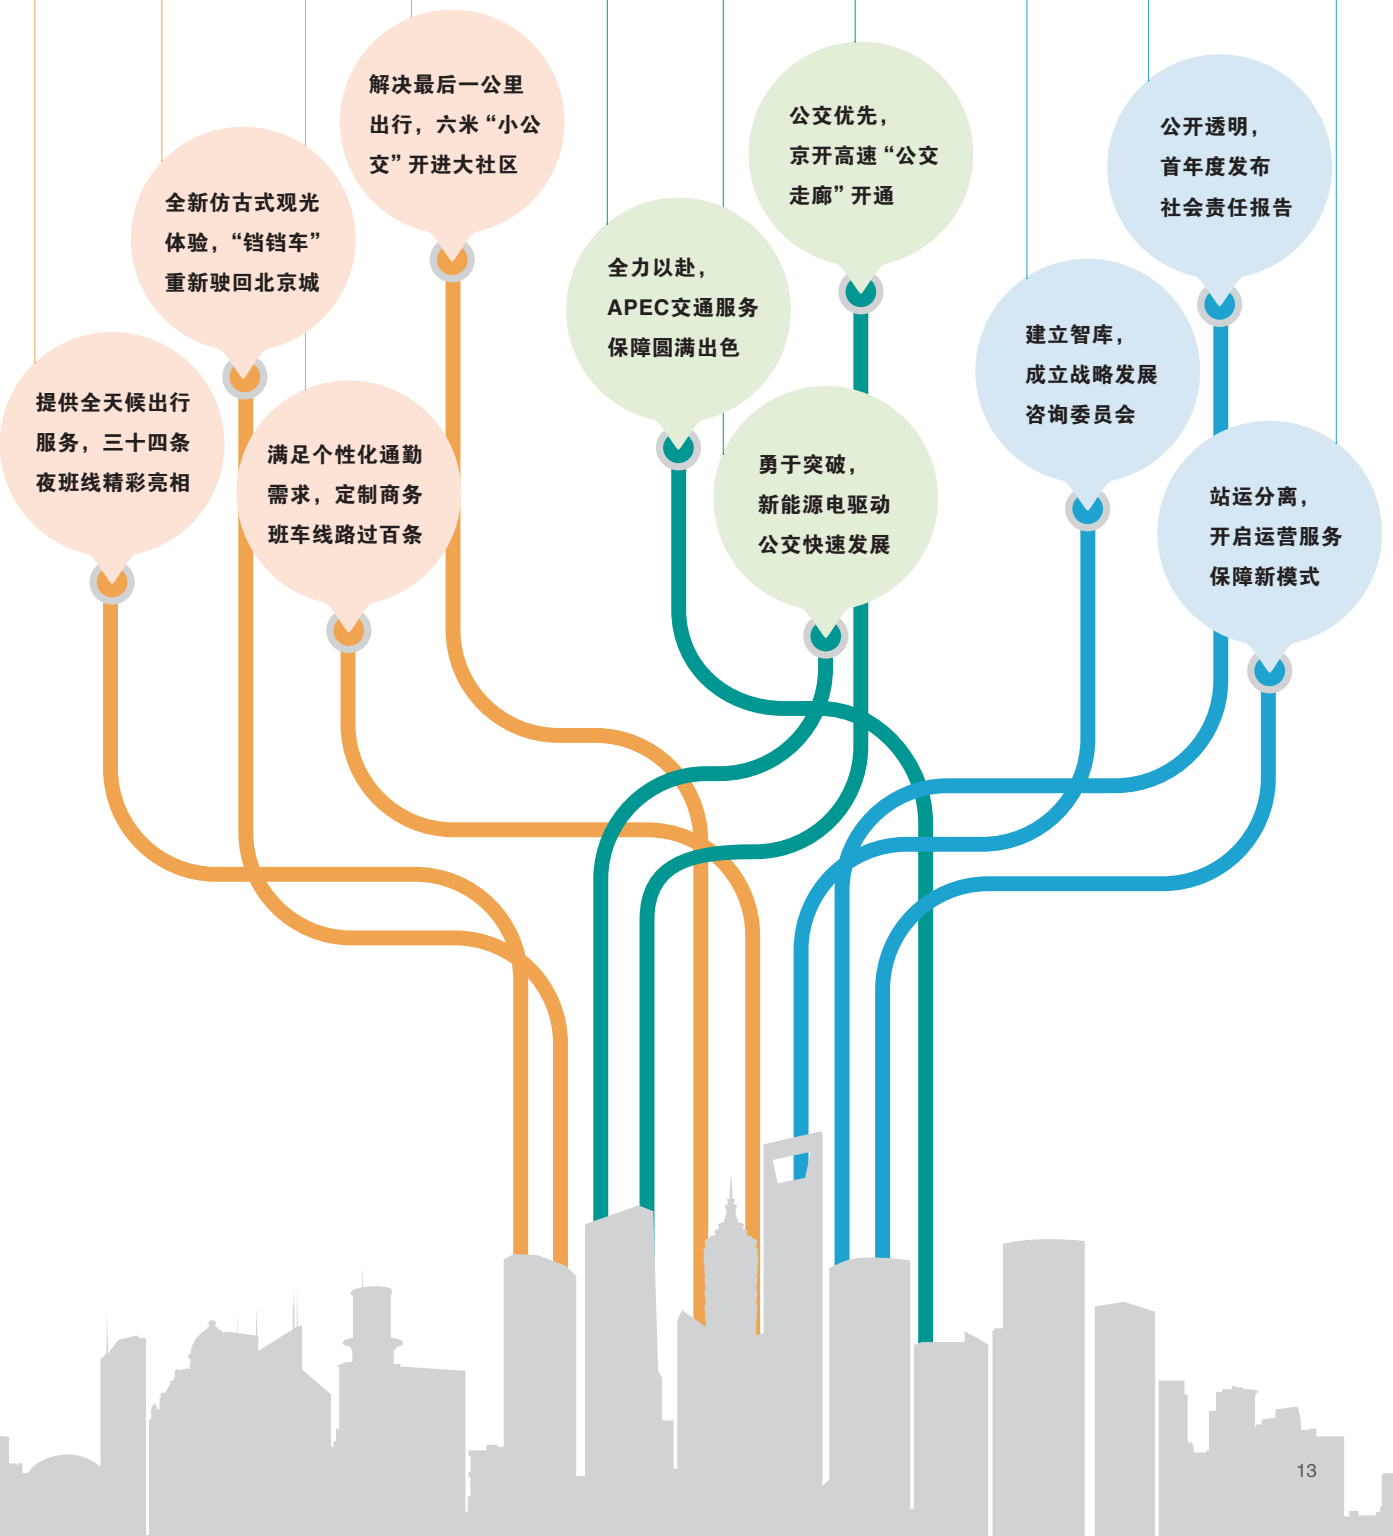 提供全天候出行
服务，三十四条
夜班线精彩亮相
全新仿古式观光
体验，“铛铛车”
重新驶回北京城
满足个性化通勤
需求，定制商务
班车线路过百条
解决最后一公里
出行，六米“小公
交”开进大社区
全力以赴，
APEC交通服务
保障圆满出色
勇于突破，
新能源电驱动
公交快速发展
公交优先，
京开高速“公交
走廊”开通
建立智库，
成立战略发展
咨询委员会
公开透明，
首年度发布
社会责任报告
站运分离，
开启运营服务
保障新模式
13